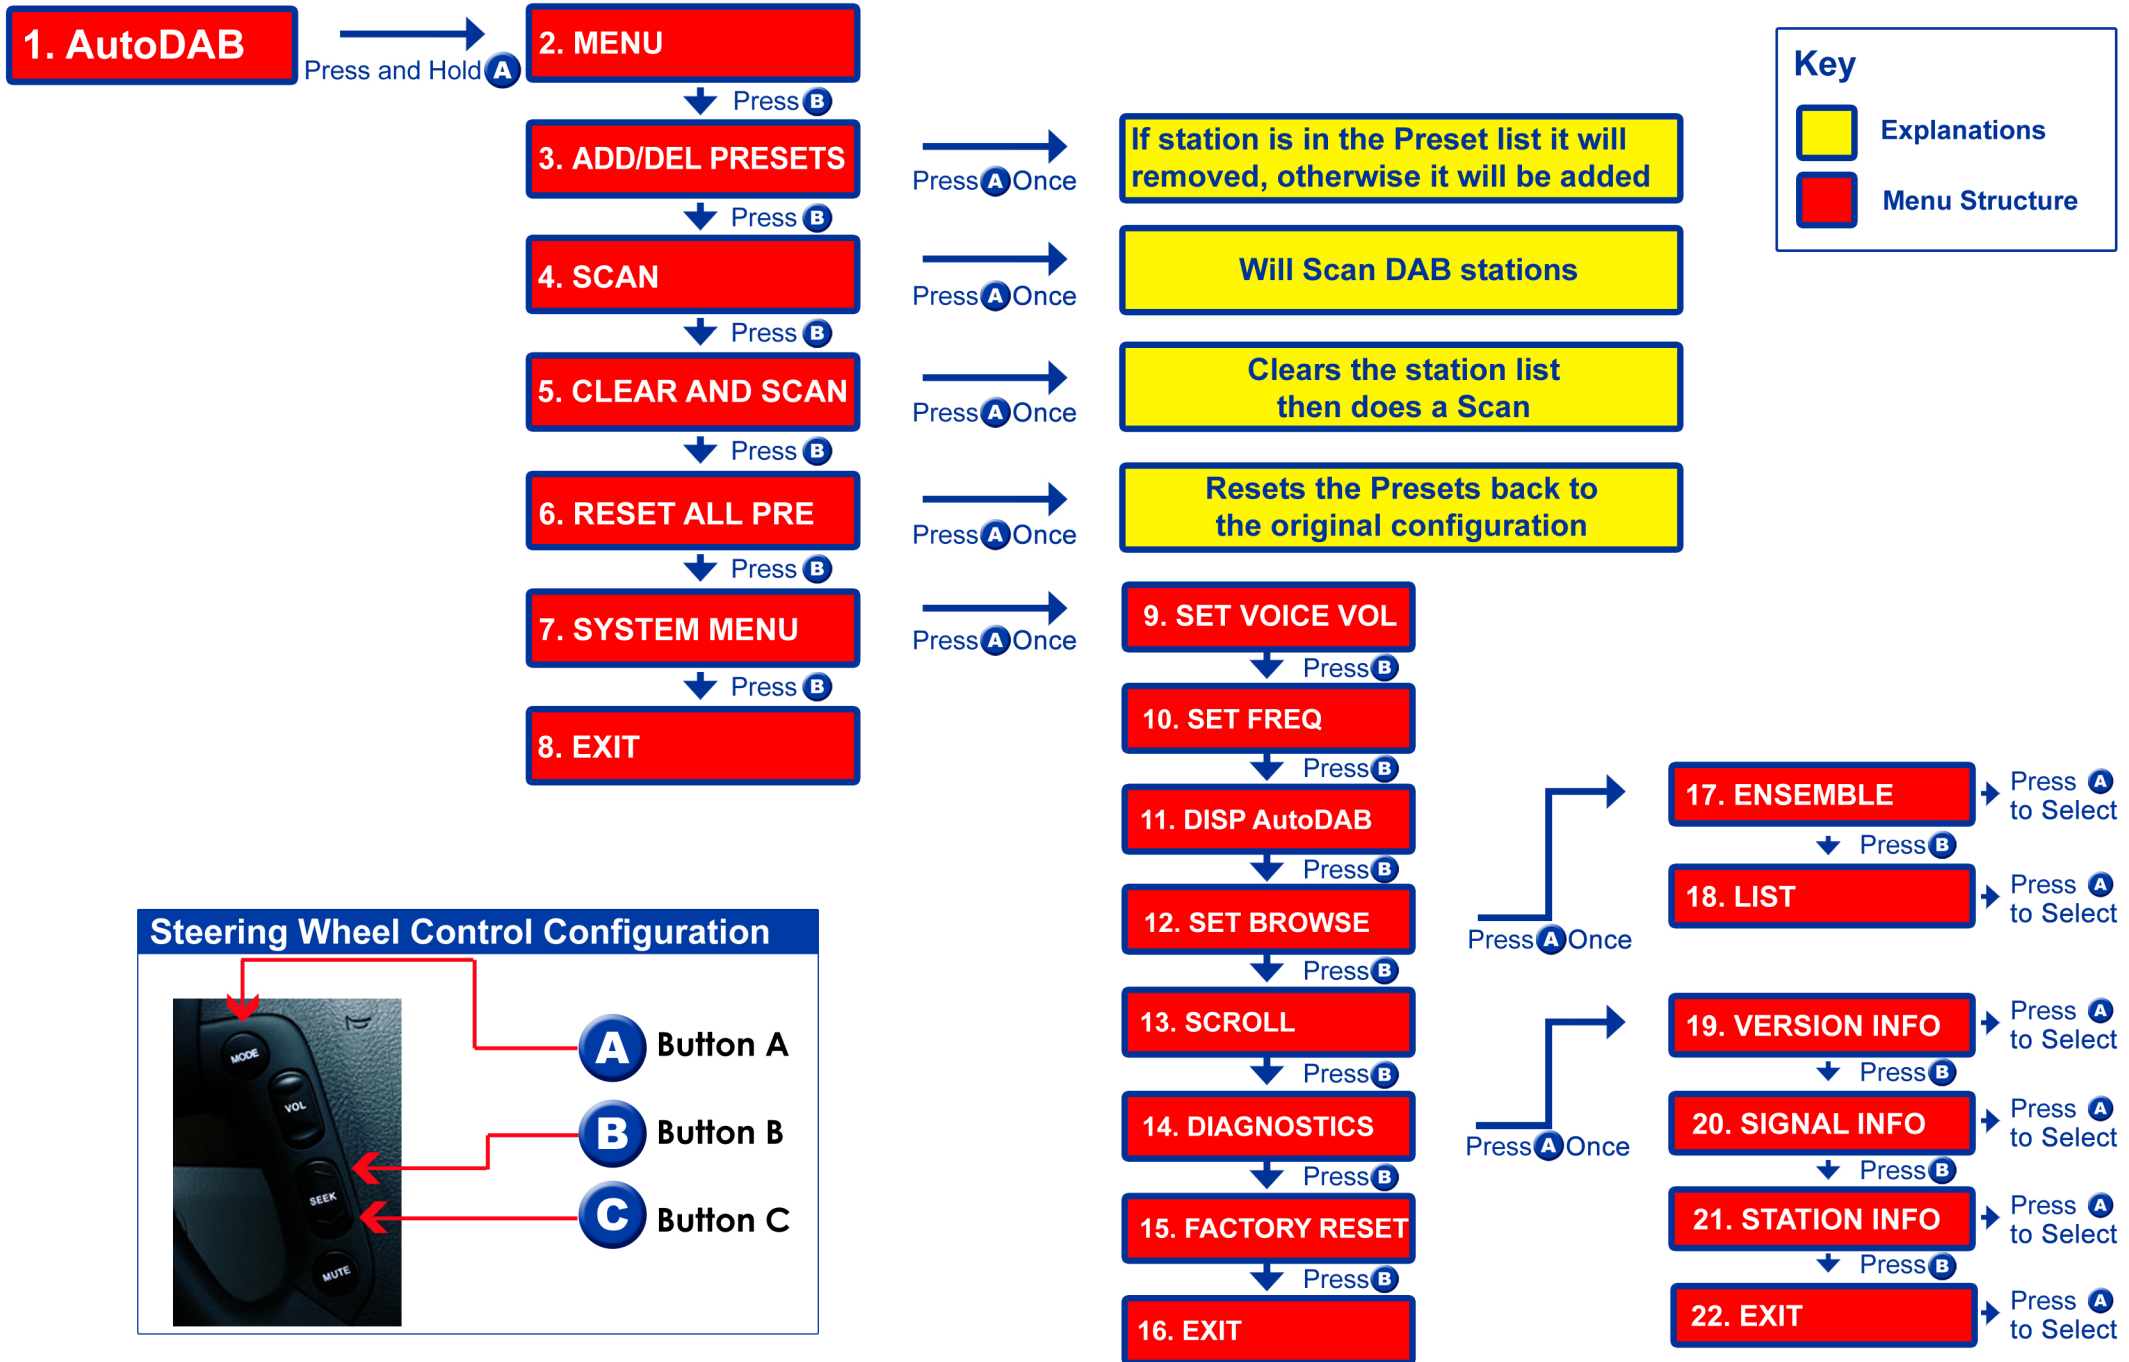 1. AutoDAB
Press and Hold A
2. MENU
Press B
3. ADD/DEL PRESETS
Press A Once
If station is in the Preset list it will
removed, otherwise it will be added
Press B
4. SCAN
Press A Once
Will Scan DAB stations
Press B
5. CLEAR AND SCAN
Press A Once
Clears the station list
then does a Scan
Press B
6. RESET ALL PRE
Press A Once
Resets the Presets back to
the original configuration
Press B
7. SYSTEM MENU
Press A Once
Press B
8. EXIT
Key
Explanations
Menu Structure
9. SET VOICE VOL
Press B
10. SET FREQ
Press B
11. DISP AutoDAB
Press B
12. SET BROWSE
Press A Once
Press B
13. SCROLL
Press B
14. DIAGNOSTICS
Press A Once
Press B
15. FACTORY RESET
Press B
16. EXIT
17. ENSEMBLE
Press A
to Select
Press B
18. LIST
Press A
to Select
19. VERSION INFO
Press A
to Select
Press B
20. SIGNAL INFO
Press A
to Select
Press B
21. STATION INFO
Press A
to Select
Press B
22. EXIT
Press A
to Select
Steering Wheel Control Configuration
MODE
VOL
SEEK
MUTE
A Button A
B Button B
C Button C